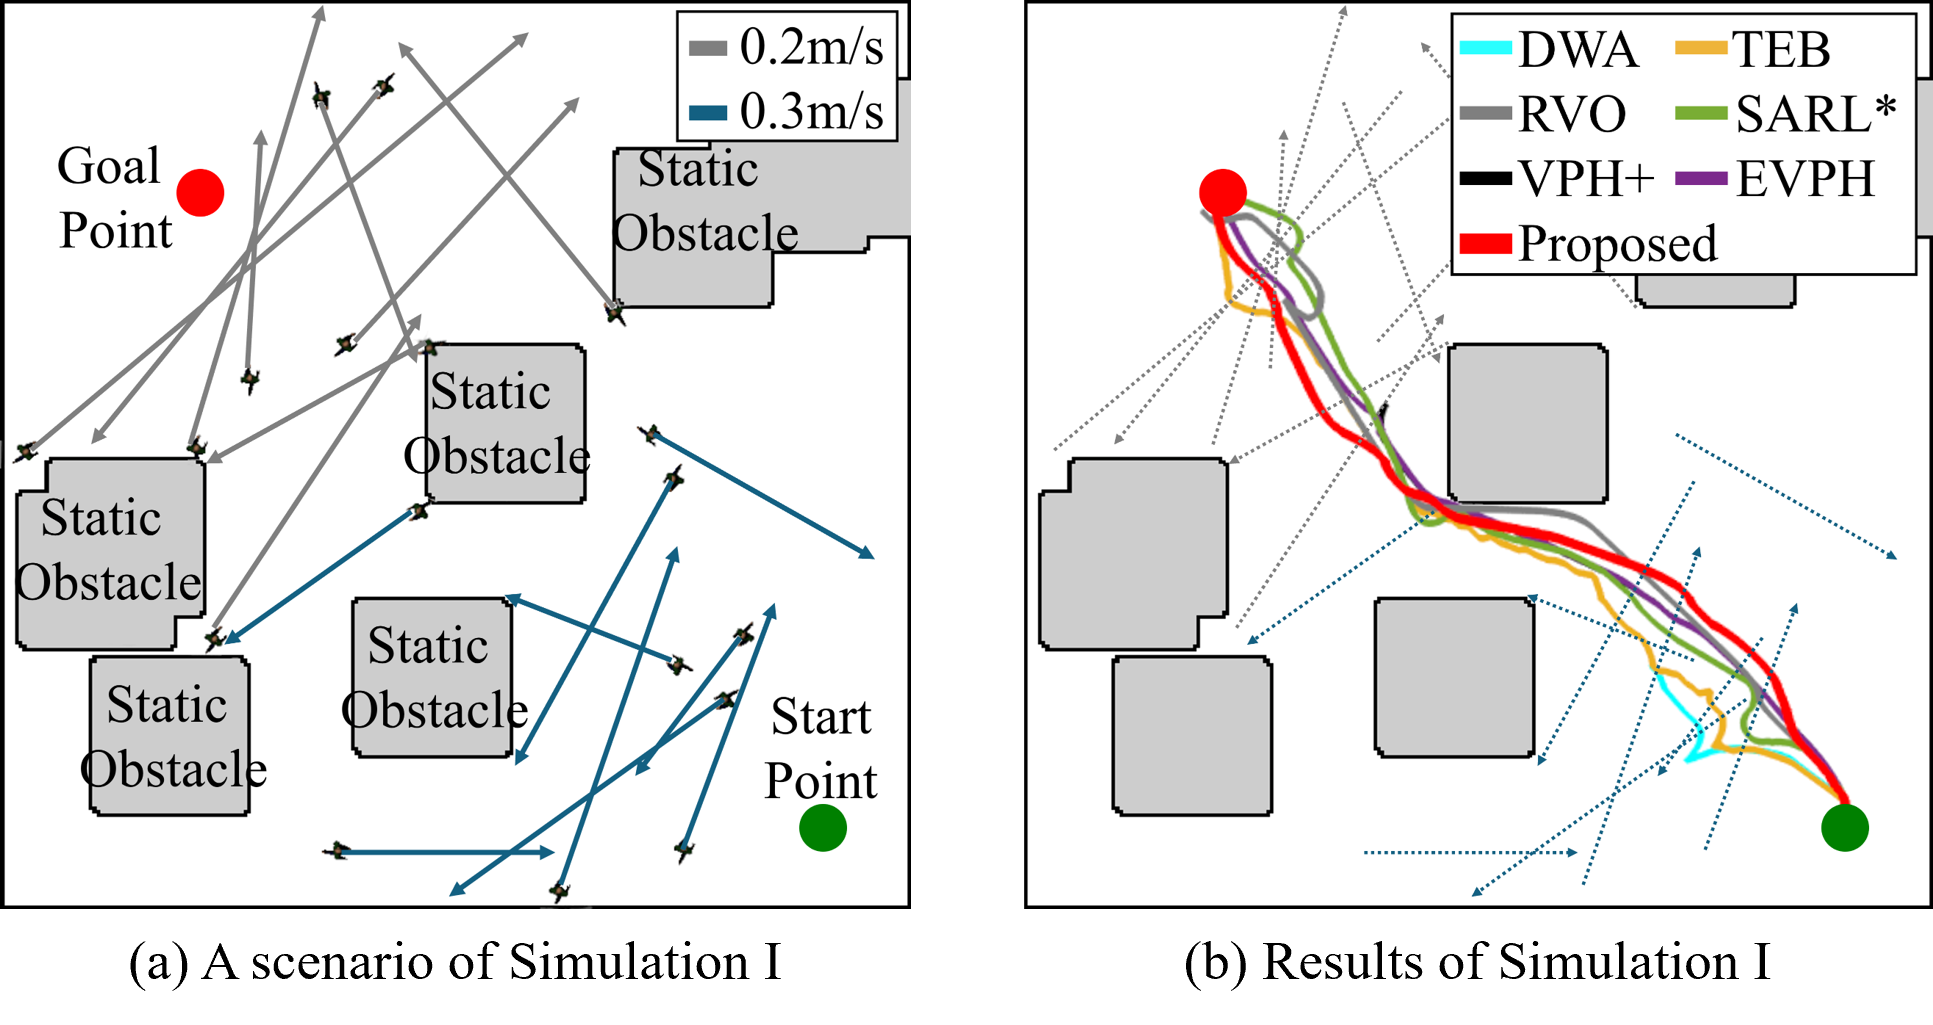 0.2m/s
0.3m/s
Goal
Point
Static
Obstacle
Static
Obstacle
Static
Obstacle
Static
Obstacle
Static
Obstacle
Start
Point
(a) A scenario of Simulation I
DWA
TEB
RVO
SARL*
VPH+
EVPH
Proposed
(b) Results of Simulation I